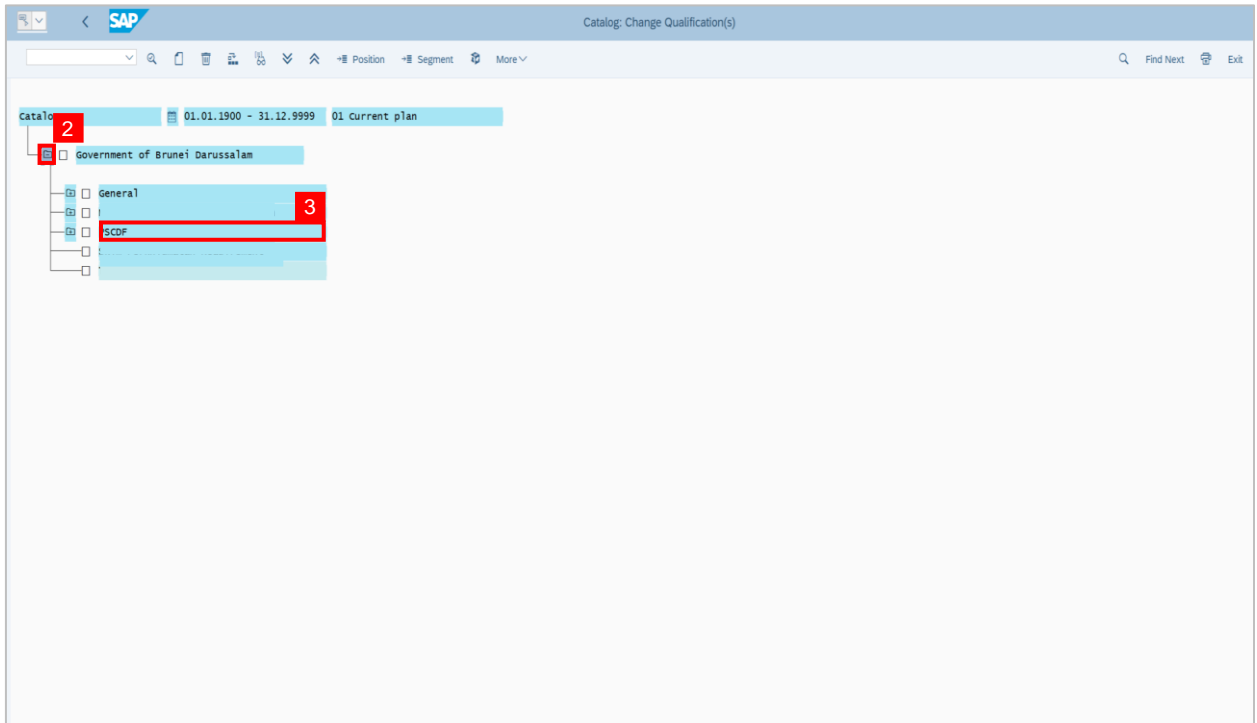 SAP Catalog: Change Qualification(s)
Position Segment More Find Next Exit
Catalo 01.01.1900 - 31.12.9999 01 Current plan
2
Government of Brunei Darussalam
General
3
PSCDF